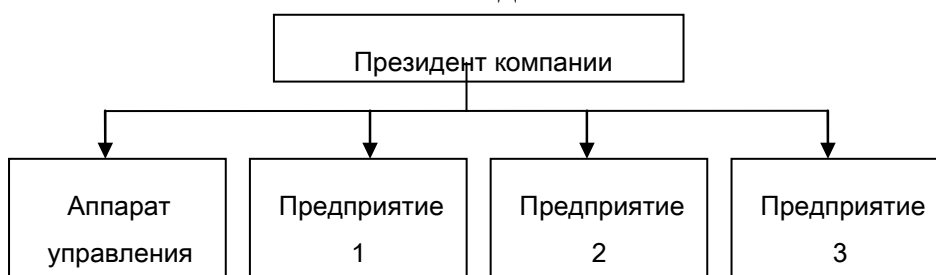 Президент компании
Аппарат управления
Предприятие 1
Предприятие 2
Предприятие 3